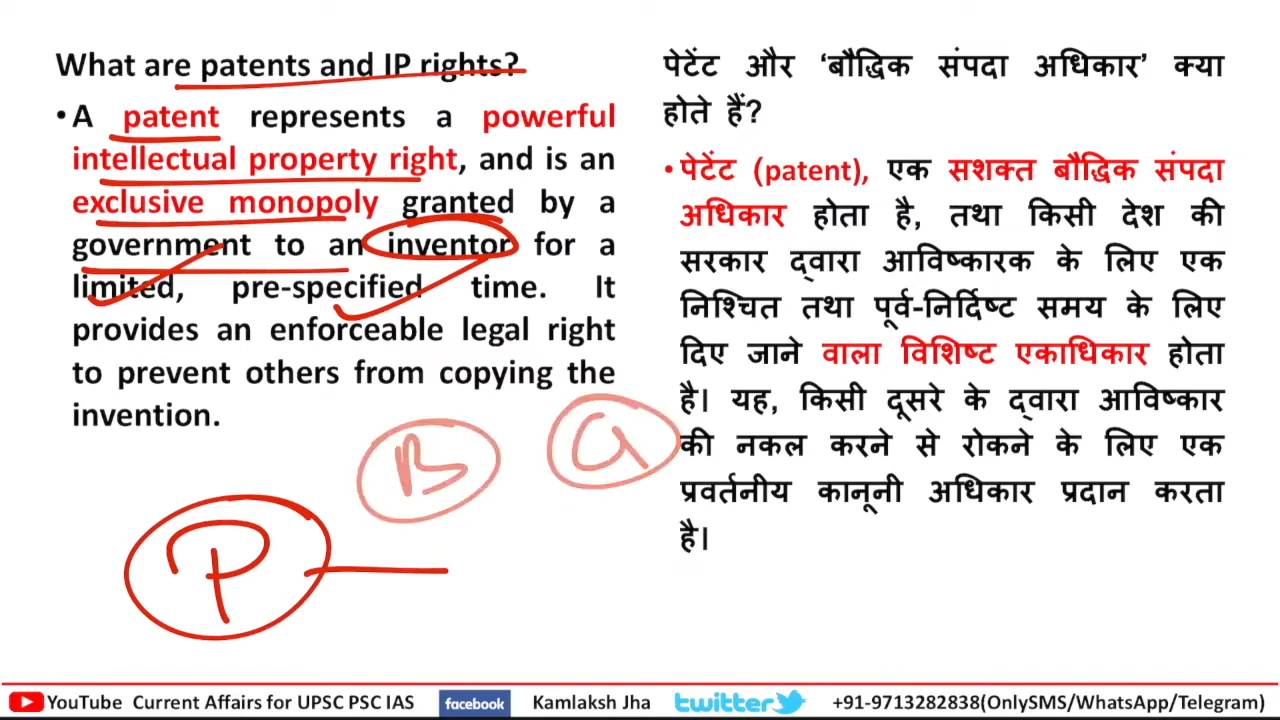 What are patents and IP rights?
• A patent represents a powerful
intellectual property right, and is an
exclusive monopoly granted by a
government to an inventor for a
limited, pre-specified time. It
provides an enforceable legal right
to prevent others from copying the
invention.
B
P
पेटेंट और ‘बौद्धिक संपदा अधिकार’ क्या
होते हैं?
• पेटेंट (patent), एक सशक्त बौद्धिक संपदा
अधिकार होता है, तथा किसी देश की
सरकार द्वारा आविष्कारक के लिए एक
निश्चित तथा पूर्व-निर्दिष्ट समय के लिए
दिए जाने वाला विशिष्ट एकाधिकार होता
है। यह, किसी दूसरे के द्वारा आविष्कार
की नकल करने से रोकने के लिए एक
प्रवर्तनीय कानूनी अधिकार प्रदान करता
है।
YouTube Current Affairs for UPSC PSC IAS facebook Kamlaksh Jha twitter +91-9713282838(OnlySMS/WhatsApp/Telegram)